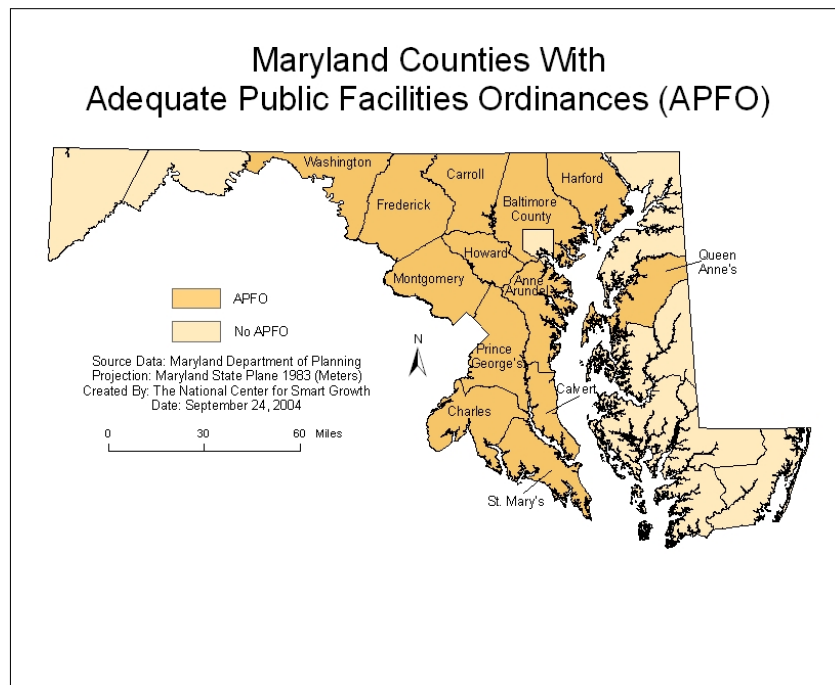 Maryland Counties With
Adequate Public Facilities Ordinances (APFO)
Washington
Carroll
Harford
Frederick
Baltimore
County
Howard
Queen
Anne's
Montgomery
Anne
Arundel
APFO
No APFO
N
Prince
George's
Source Data: Maryland Department of Planning
Projection: Maryland State Plane 1983 (Meters)
Created By: The National Center for Smart Growth
Date: September 24, 2004
Calvert
Charles
0 30 60 Miles
St. Mary's